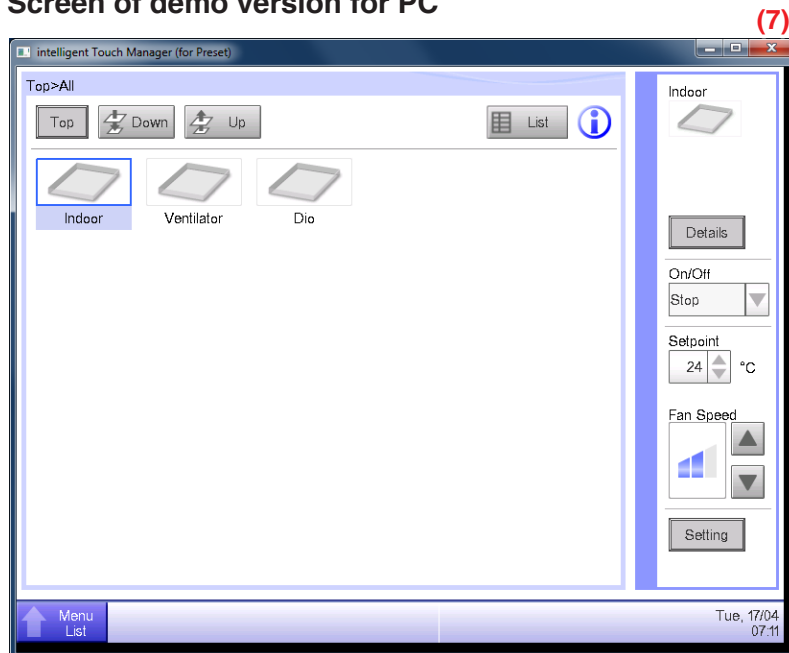 Screen of demo version for PC
(7)
intelligent Touch Manager (for Preset)
Top>All
Top
Down
Up
List
Indoor
Ventilator
Dio
Indoor
Details
On/Off
Stop
Setpoint
24 °C
Fan Speed
Setting
Menu
List
Tue, 17/04
07:11